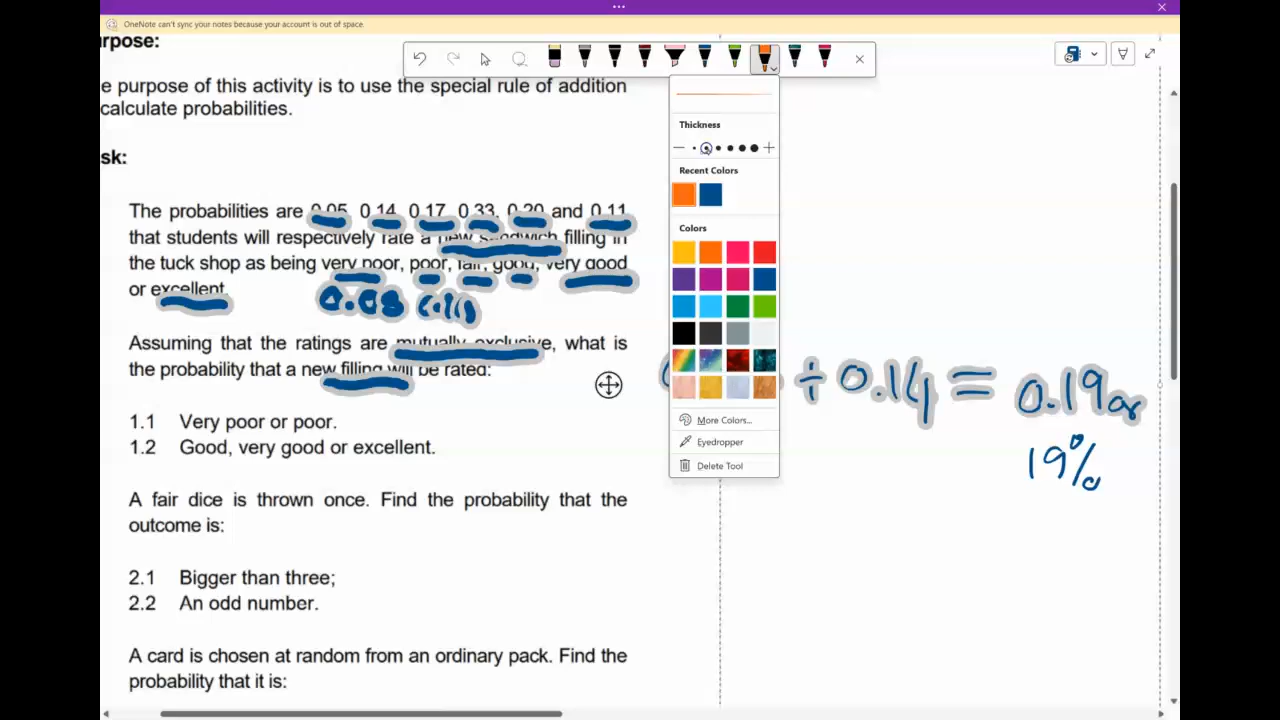 OneNote can't sync your notes because your account is out of space.
rpose:
e purpose of this activity is to use the special rule of addition
calculate probabilities.
sk:
The probabilities are 0.05, 0.14, 0.17, 0.33, 0.20 and 0.11
that students will respectively rate a new sandwich filling in
the tuck shop as being very poor, poor, fair, good, very good
or excellent.
Assuming that the ratings are mutually exclusive, what is
the probability that a new filling will be rated:
1.1 Very poor or poor.
1.2 Good, very good or excellent.
A fair dice is thrown once. Find the probability that the
outcome is:
2.1 Bigger than three;
2.2 An odd number.
A card is chosen at random from an ordinary pack. Find the
probability that it is:
Thickness
Recent Colors
Colors
More Colors...
Eyedropper
Delete Tool
+ 0.14 = 0.19 or
19%